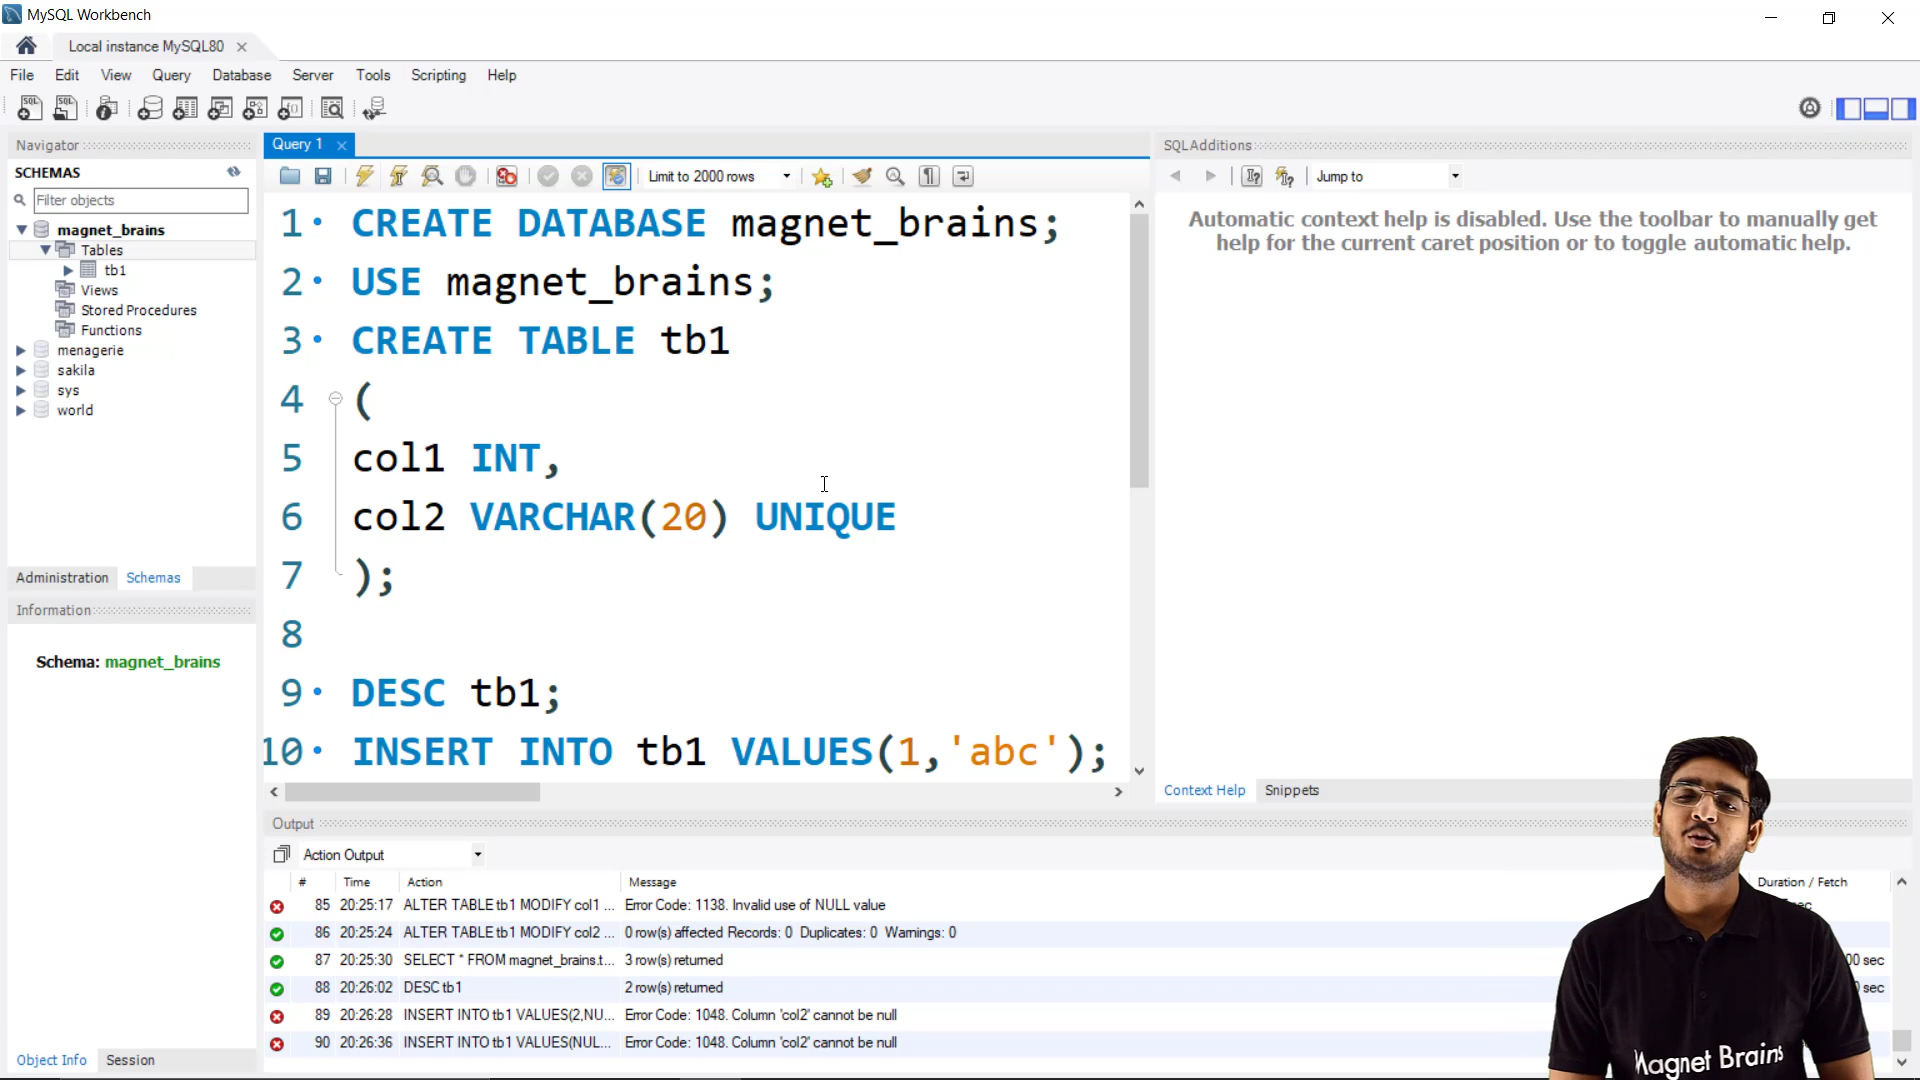 MySQL Workbench
Local instance MySQL80
File Edit View Query Database Server Tools Scripting Help
Navigator
SCHEMAS
Filter objects
magnet_brains
Tables
tb1
Views
Stored Procedures
Functions
menagerie
sakila
sys
world
Administration Schemas
Information
Schema: magnet_brains
Object Info Session
Query 1
Limit to 2000 rows
1 CREATE DATABASE magnet_brains;
2 USE magnet_brains;
3 CREATE TABLE tb1
4 (
5 col1 INT,
6 col2 VARCHAR(20) UNIQUE
7 );
8
9 DESC tb1;
10 INSERT INTO tb1 VALUES(1,'abc');
SQLAdditions
Jump to
Automatic context help is disabled. Use the toolbar to manually get
help for the current caret position or to toggle automatic help.
Context Help Snippets
Output
Action Output
# Time Action Message Duration / Fetch
85 20:25:17 ALTER TABLE tb1 MODIFY col1 ... Error Code: 1138. Invalid use of NULL value
86 20:25:24 ALTER TABLE tb1 MODIFY col2 ... 0 row(s) affected Records: 0 Duplicates: 0 Warnings: 0
87 20:25:30 SELECT * FROM magnet_brains.t... 3 row(s) returned 00 sec
88 20:26:02 DESC tb1 2 row(s) returned sec
89 20:26:28 INSERT INTO tb1 VALUES(2,NU... Error Code: 1048. Column 'col2' cannot be null
90 20:26:36 INSERT INTO tb1 VALUES(NUL... Error Code: 1048. Column 'col2' cannot be null
Magnet Brains